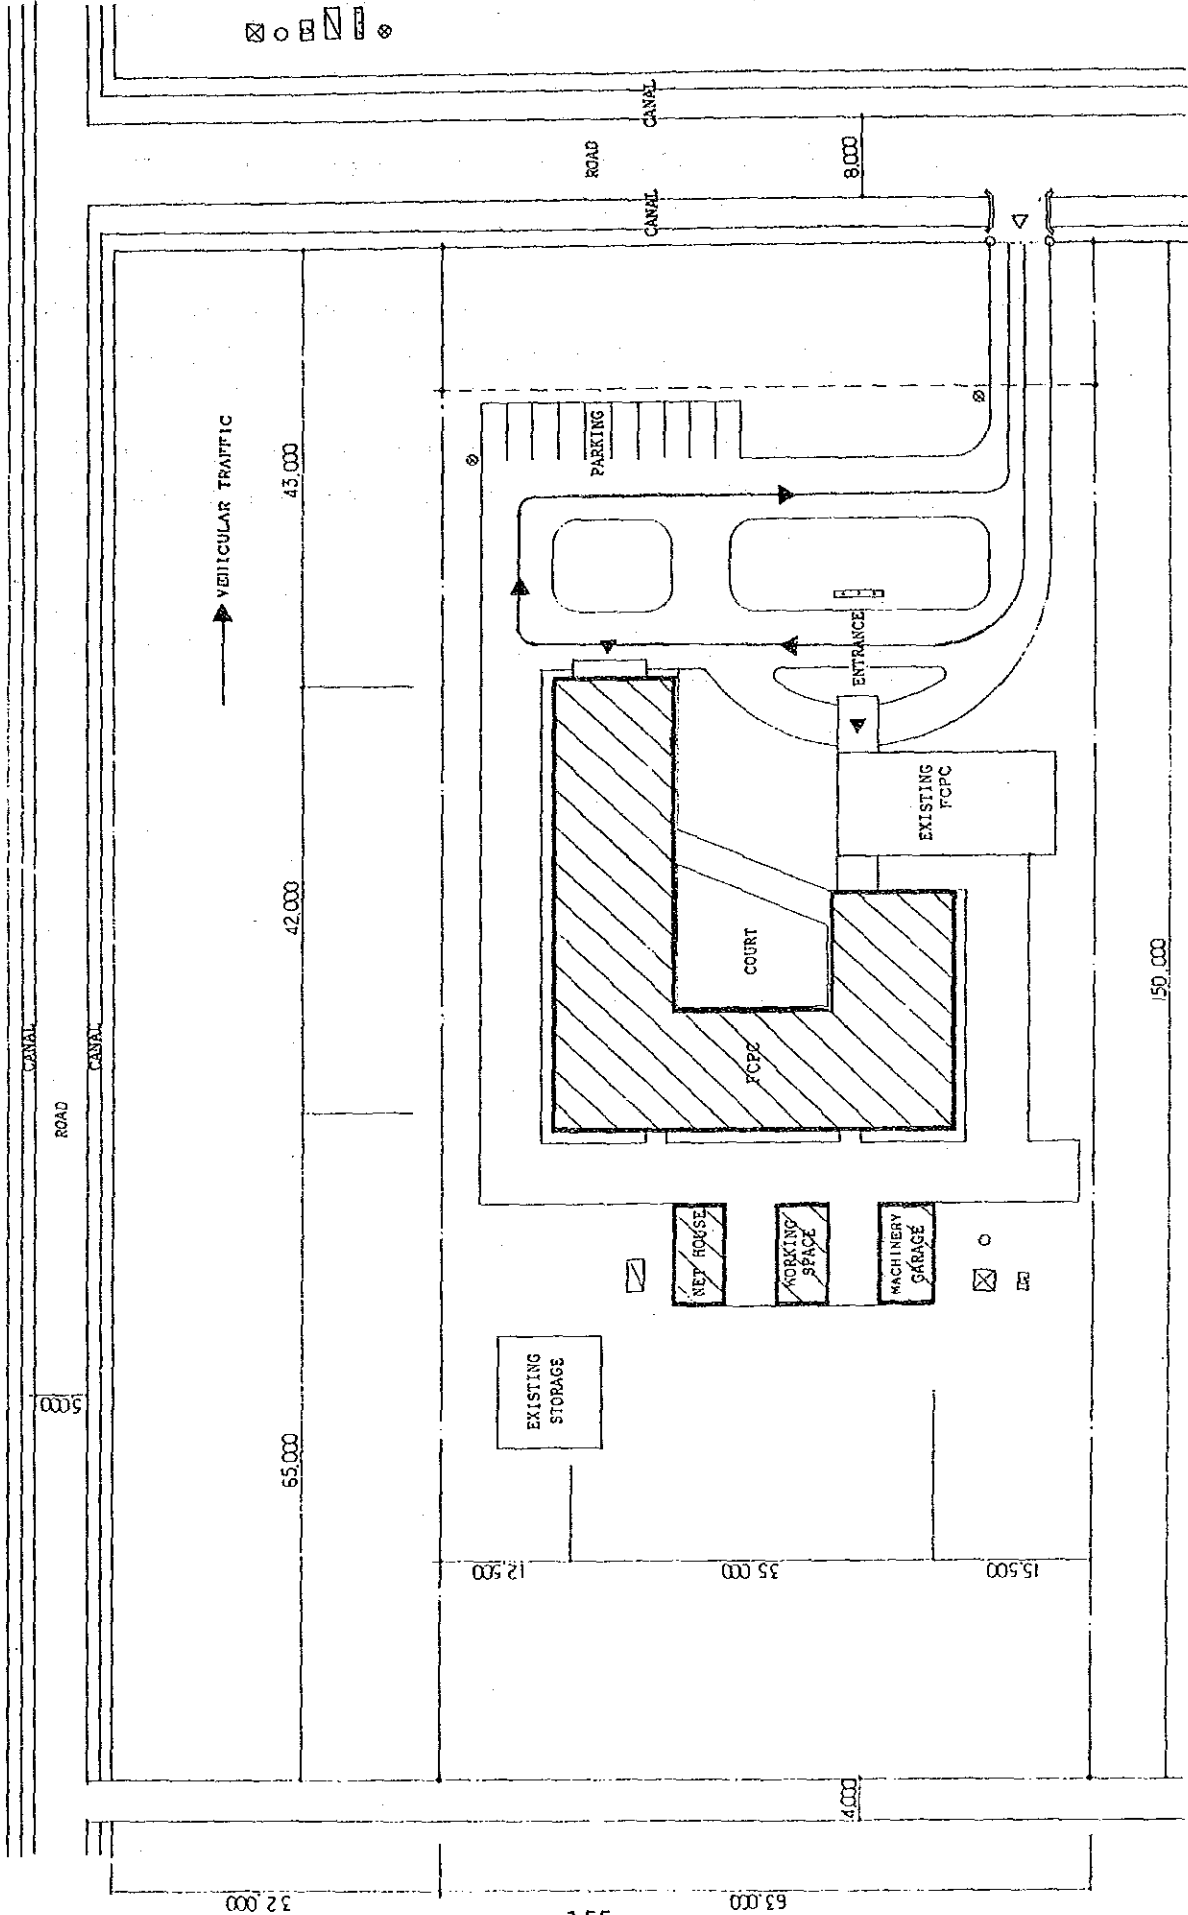 CANAL
ROAD
8.000
CANAL
VEHICULAR TRAFFIC
43.000
PARKING
ENTRANCE
EXISTING
FCPC
42.000
COURT
FCPC
150.000
CANAL
CANAL
ROAD
NET HOUSE
WORKING
SPACE
MACHINERY
GARAGE
EXISTING
STORAGE
5.000
65.000
12.500
35.000
15.500
4.000
32.000
63.000